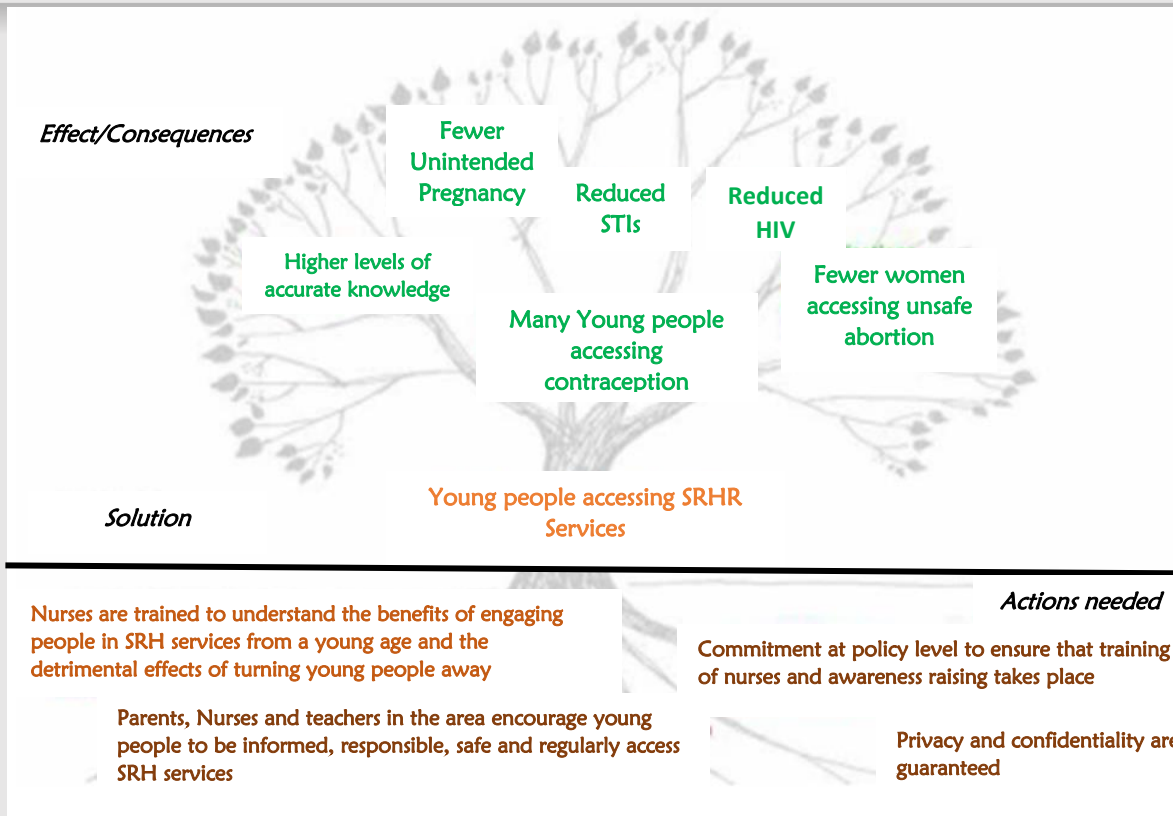 Effect/Consequences
Fewer
Unintended
Pregnancy
Reduced
STIs
Reduced
HIV
Higher levels of
accurate knowledge
Fewer women
accessing unsafe
abortion
Many Young people
accessing
contraception
Solution
Young people accessing SRHR
Services
Actions needed
Nurses are trained to understand the benefits of engaging
people in SRH services from a young age and the
detrimental effects of turning young people away
Commitment at policy level to ensure that training
of nurses and awareness raising takes place
Parents, Nurses and teachers in the area encourage young
people to be informed, responsible, safe and regularly access
SRH services
Privacy and confidentiality are
guaranteed